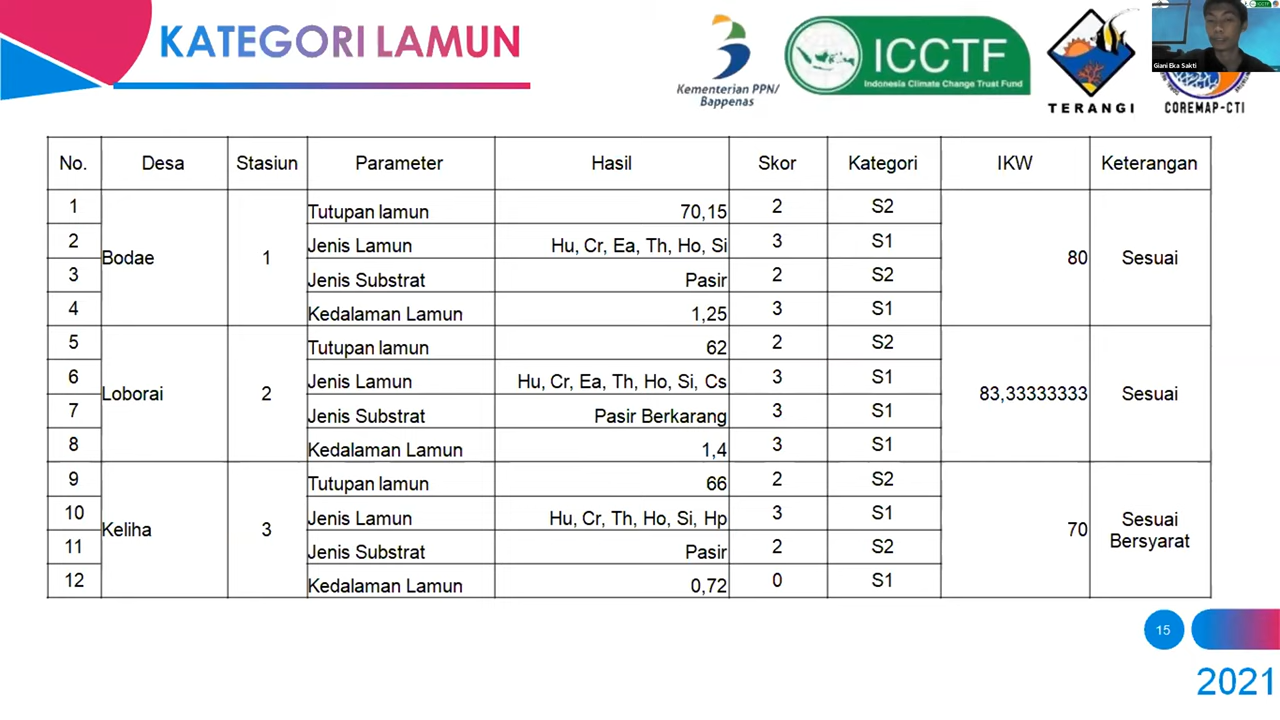 KATEGORI LAMUN
Kementerian PPN/
Bappenas
ICCTF
Indonesia Climate Change Trust Fund
TERANGI
COREMAP-CTI
ICCTF
Giani Eka Sakti
No. Desa Stasiun Parameter Hasil Skor Kategori IKW Keterangan
1 Bodae 1 Tutupan lamun 70,15 2 S2 80 Sesuai
2 Jenis Lamun Hu, Cr, Ea, Th, Ho, Si 3 S1
3 Jenis Substrat Pasir 2 S2
4 Kedalaman Lamun 1,25 3 S1
5 Loborai 2 Tutupan lamun 62 2 S2 83,33333333 Sesuai
6 Jenis Lamun Hu, Cr, Ea, Th, Ho, Si, Cs 3 S1
7 Jenis Substrat Pasir Berkarang 3 S1
8 Kedalaman Lamun 1,4 3 S1
9 Keliha 3 Tutupan lamun 66 2 S2 70 Sesuai
Bersyarat
10 Jenis Lamun Hu, Cr, Th, Ho, Si, Hp 3 S1
11 Jenis Substrat Pasir 2 S2
12 Kedalaman Lamun 0,72 0 S1
15
2021